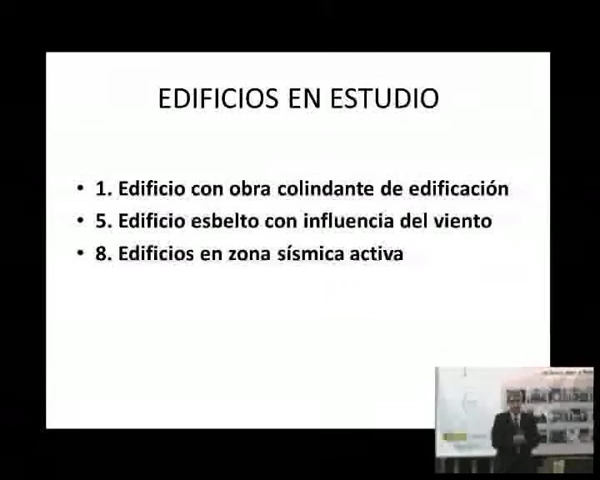 EDIFICIOS EN ESTUDIO
• 1. Edificio con obra colindante de edificación
• 5. Edificio esbelto con influencia del viento
• 8. Edificios en zona sísmica activa